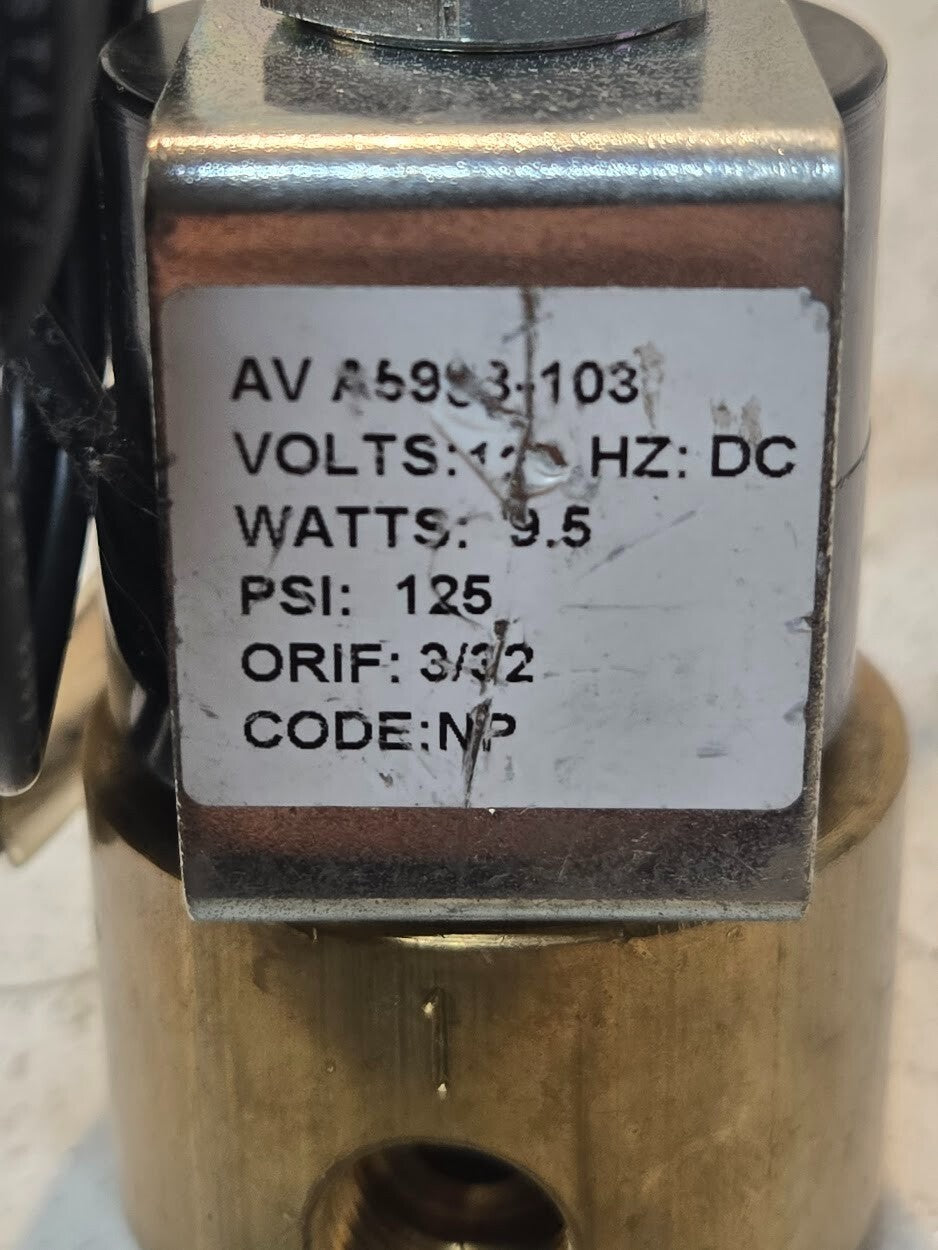 AV
VOLTS: HZ: DC
WATTS: 9.5
PSI: 125
ORIF: 3/32
CODE:NP